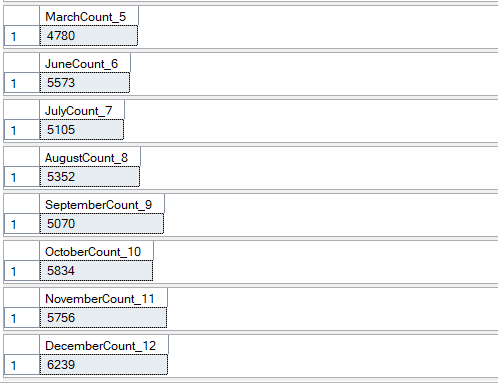 MarchCount_5
1 4780
JuneCount_6
1 5573
JulyCount_7
1 5105
AugustCount_8
1 5352
SeptemberCount_9
1 5070
OctoberCount_10
1 5834
NovemberCount_11
1 5756
DecemberCount_12
1 6239